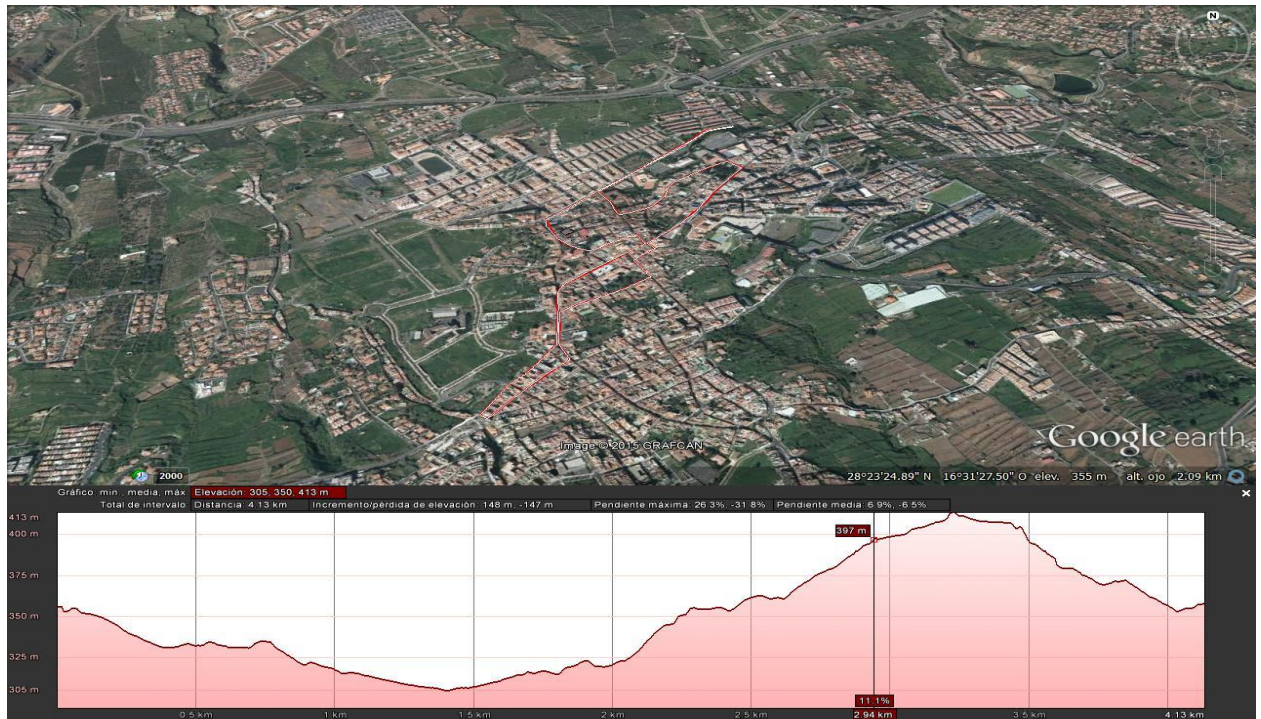 N
Image © 2015 GRAFCAN
Google earth
2000
28°23'24.89" N 16°31'27.50" O elev. 355 m alt. ojo 2.09 km
Gráfico: min., media, máx Elevación: 305, 350, 413 m
Total de intervalo: Distancia: 4.13 km Incremento/pérdida de elevación: 148 m, -147 m Pendiente máxima: 26.3%, -31.8% Pendiente media: 6.9%, -6.5%
413 m
400 m
375 m
350 m
325 m
305 m
397 m
11.1%
0.5 km 1 km 1.5 km 2 km 2.5 km 2.94 km 3.5 km 4.13 km